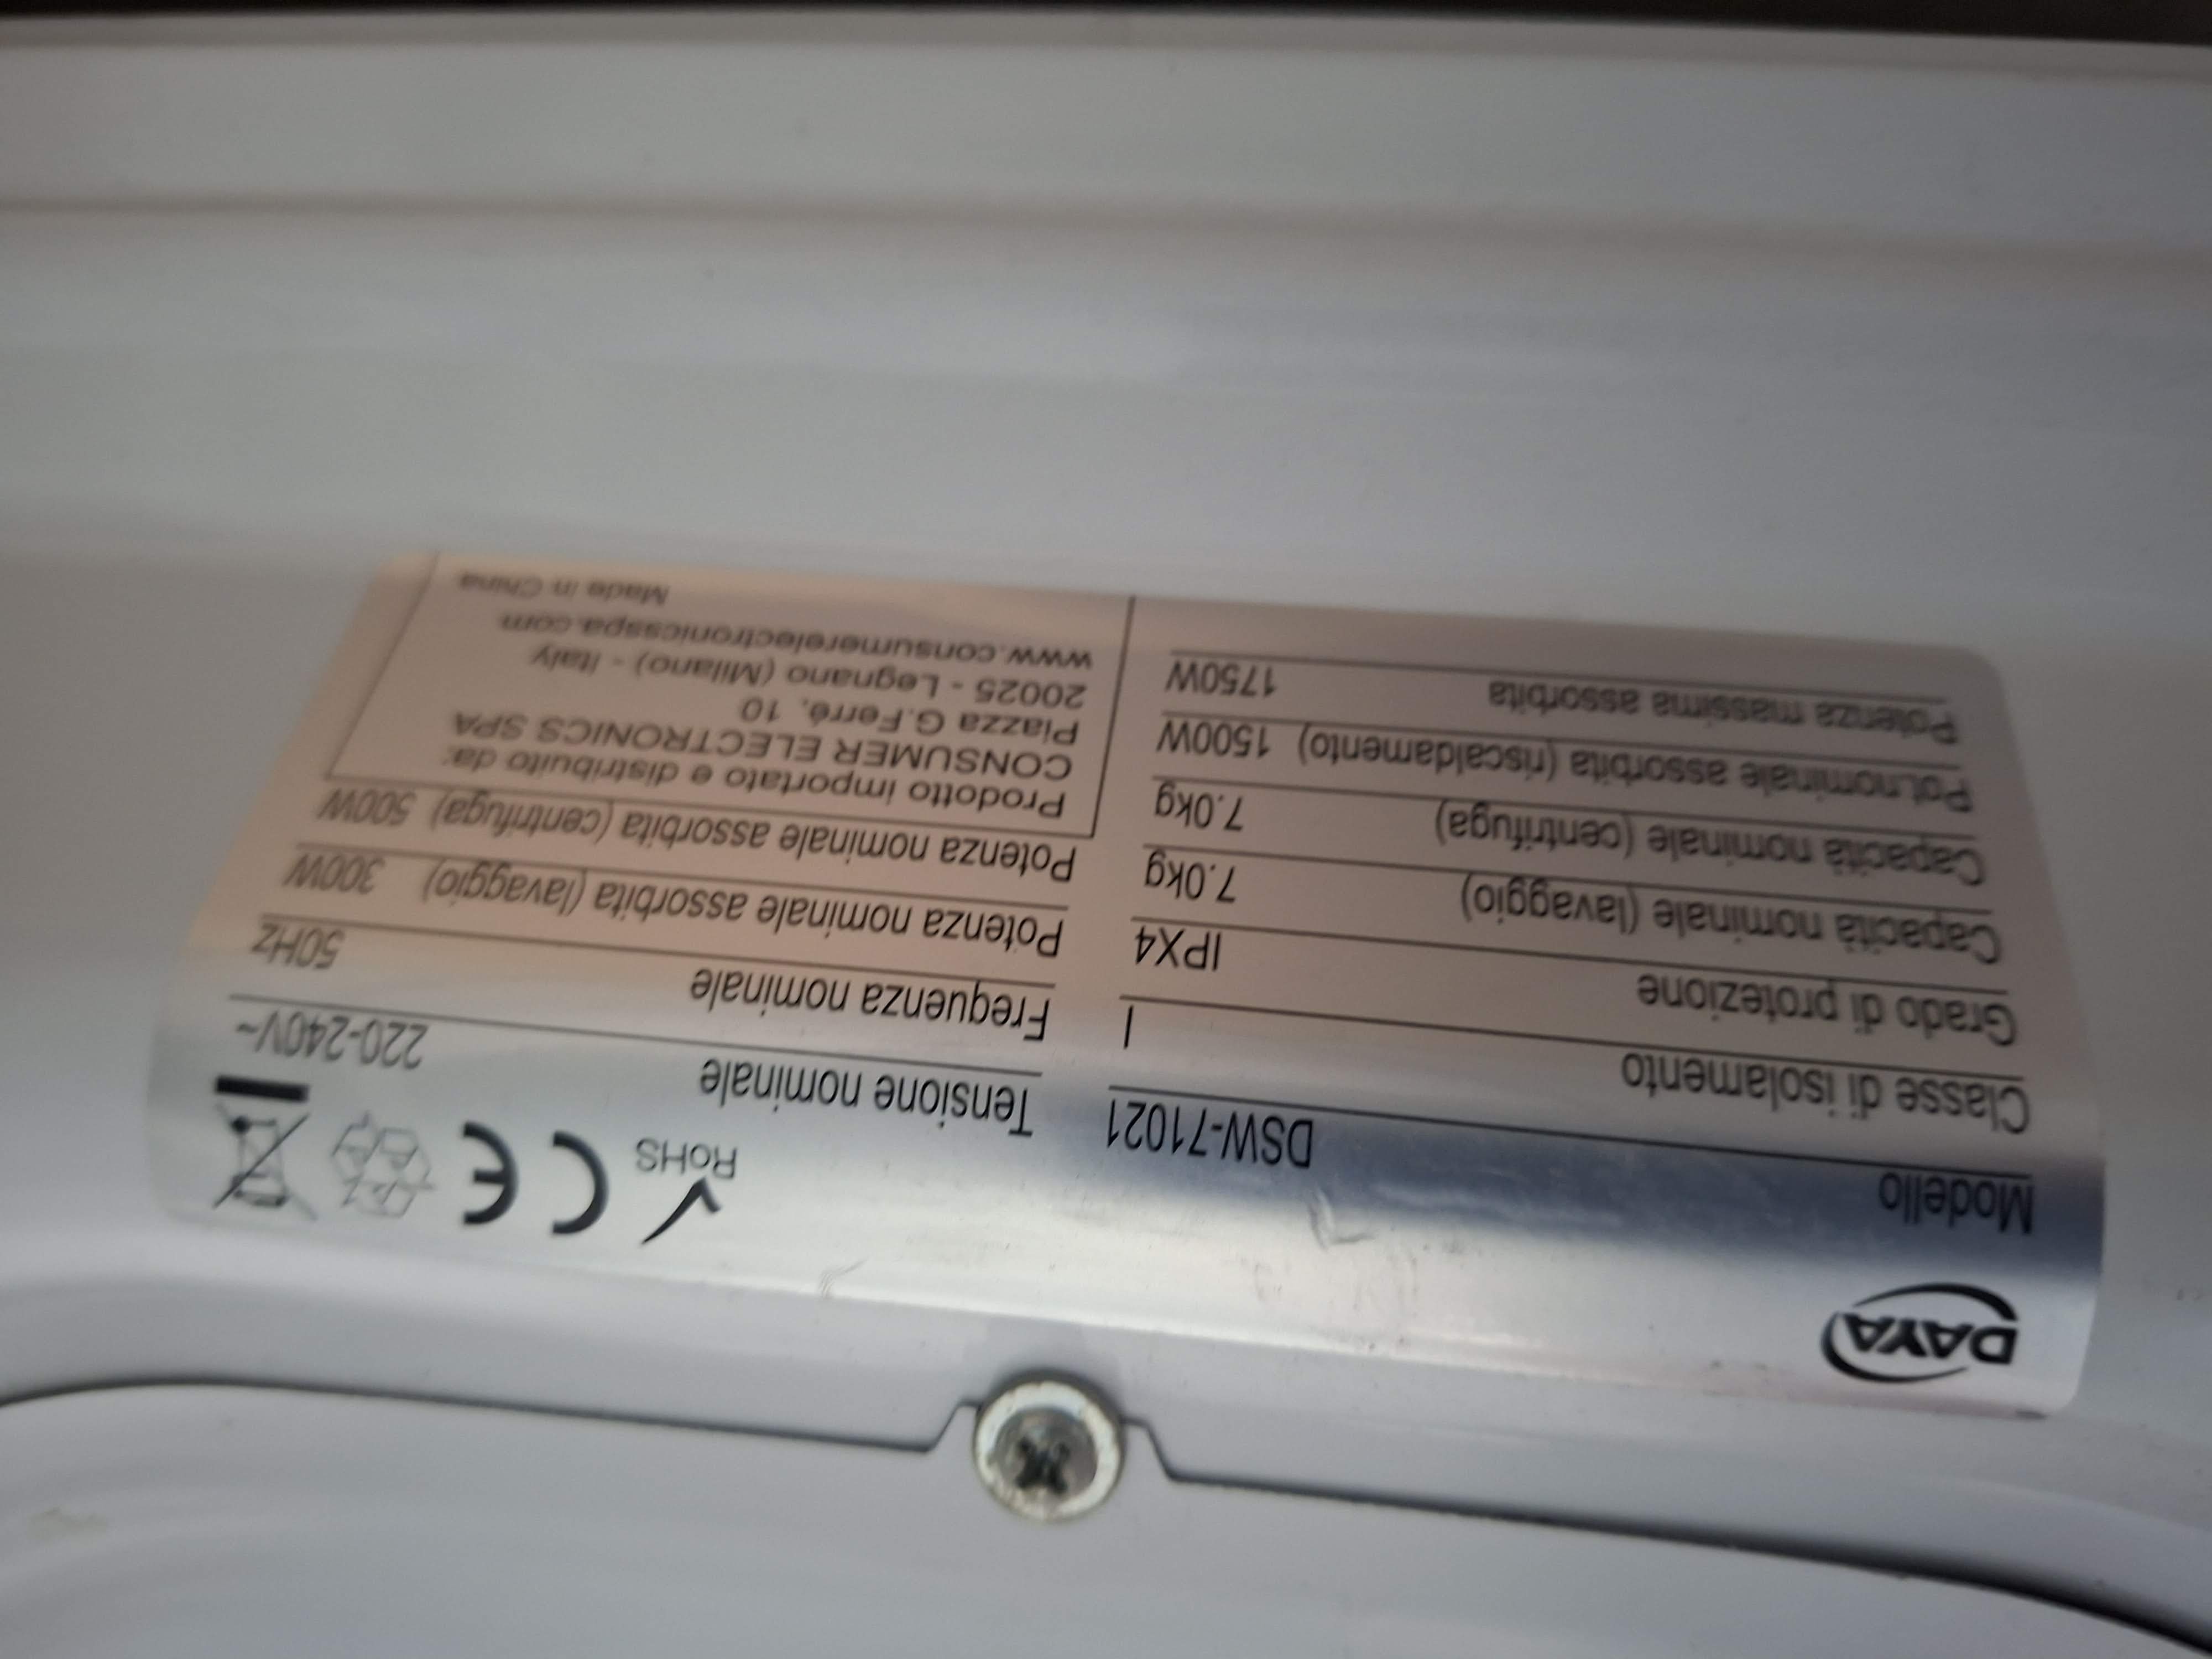 DAYA
RoHS
CE
Modello DSW-71021
Classe di isolamento I
Grado di protezione IPX4
Capacità nominale (lavaggio) 7.0kg
Capacità nominale (centrifuga) 7.0kg
Pot.nominale assorbita (riscaldamento) 1500W
Potenza massima assorbita 1750W
Tensione nominale 220-240V~
Frequenza nominale 50Hz
Potenza nominale assorbita (lavaggio) 300W
Potenza nominale assorbita (centrifuga) 500W
Prodotto importato e distribuito da:
CONSUMER ELECTRONICS SPA
Piazza G.Ferré, 10
20025 - Legnano (Milano) - Italy
www.consumerelectronicsspa.com
Made in China